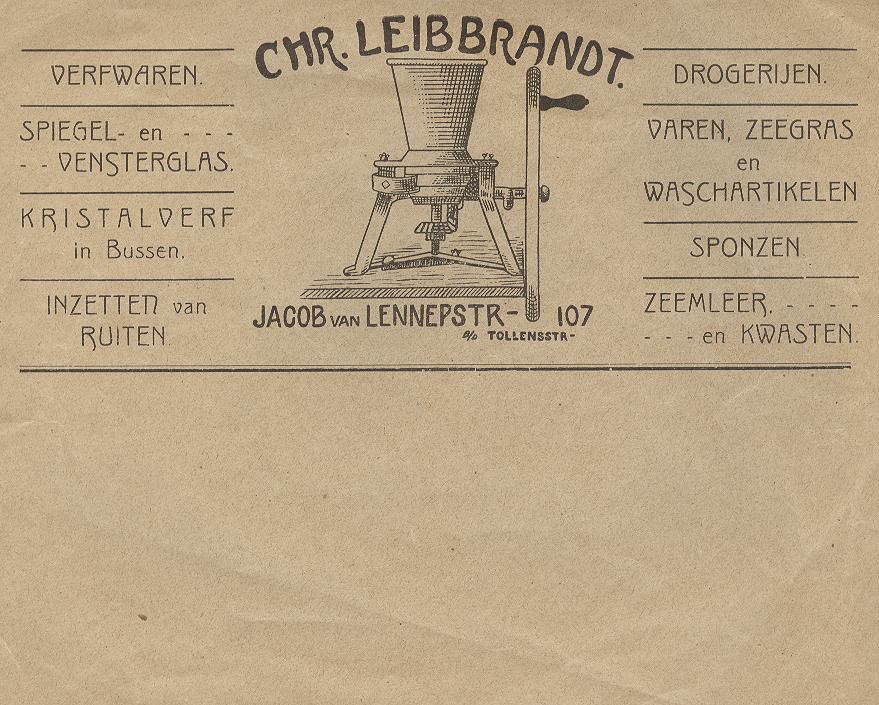 CHR. LEIBBRANDT.
VERFWAREN.
SPIEGEL- en - - -
- - VENSTERGLAS.
KRISTALVERF
in Bussen.
INZETTEN van
RUITEN.
JACOB VAN LENNEPSTR- 107
B/D TOLLENSSTR-
DROGERIJEN.
VAREN, ZEEGRAS
en
WASCHARTIKELEN
SPONZEN
ZEEMLEER, - - - -
- - - en KWASTEN.